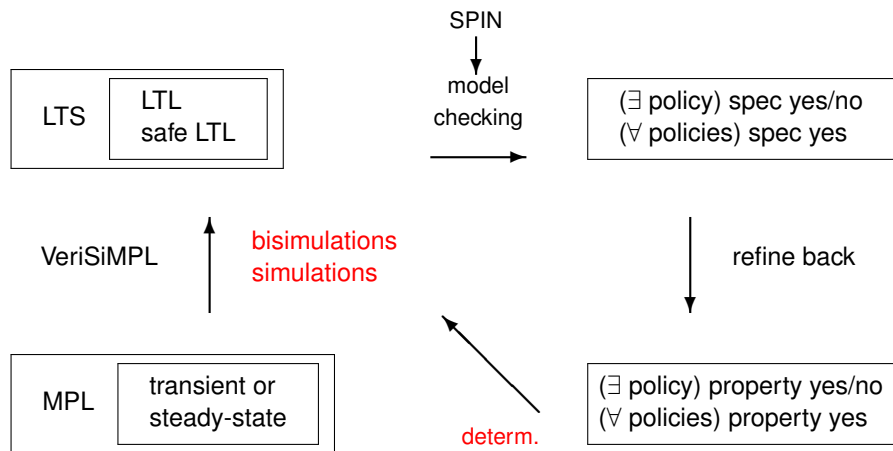 SPIN
model
checking
LTS
LTL
safe LTL
(∃ policy) spec yes/no
(∀ policies) spec yes
VeriSiMPL
bisimulations
simulations
refine back
MPL
transient or
steady-state
determ.
(∃ policy) property yes/no
(∀ policies) property yes